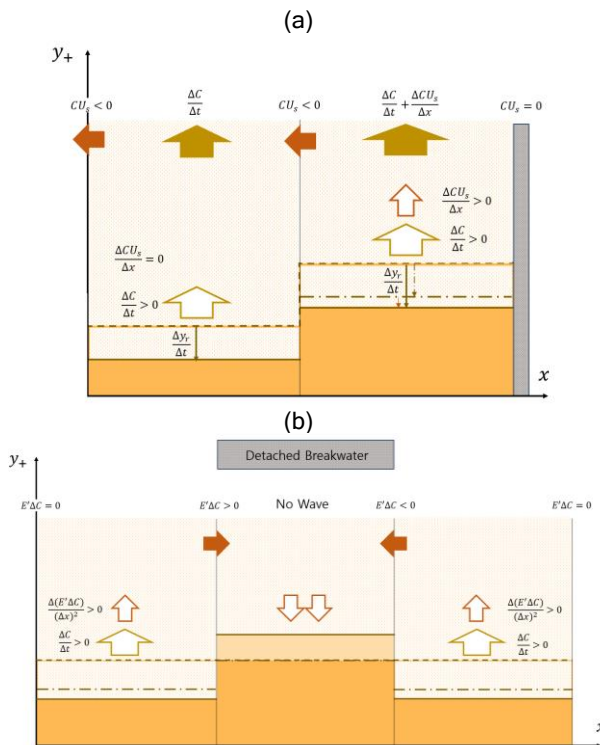 (a)
y₊
CUₛ < 0
ΔC/Δt
CUₛ < 0
ΔC/Δt + ΔCUₛ/Δx
CUₛ = 0
ΔCUₛ/Δx > 0
ΔC/Δt > 0
ΔCUₛ/Δx = 0
ΔC/Δt > 0
Δyᵣ/Δt
Δyᵣ/Δt
x
(b)
y₊
Detached Breakwater
E'ΔC = 0
E'ΔC > 0
No Wave
E'ΔC < 0
E'ΔC = 0
Δ(E'ΔC)/(Δx)² > 0
Δ(E'ΔC)/(Δx)² > 0
ΔC/Δt > 0
ΔC/Δt > 0
x